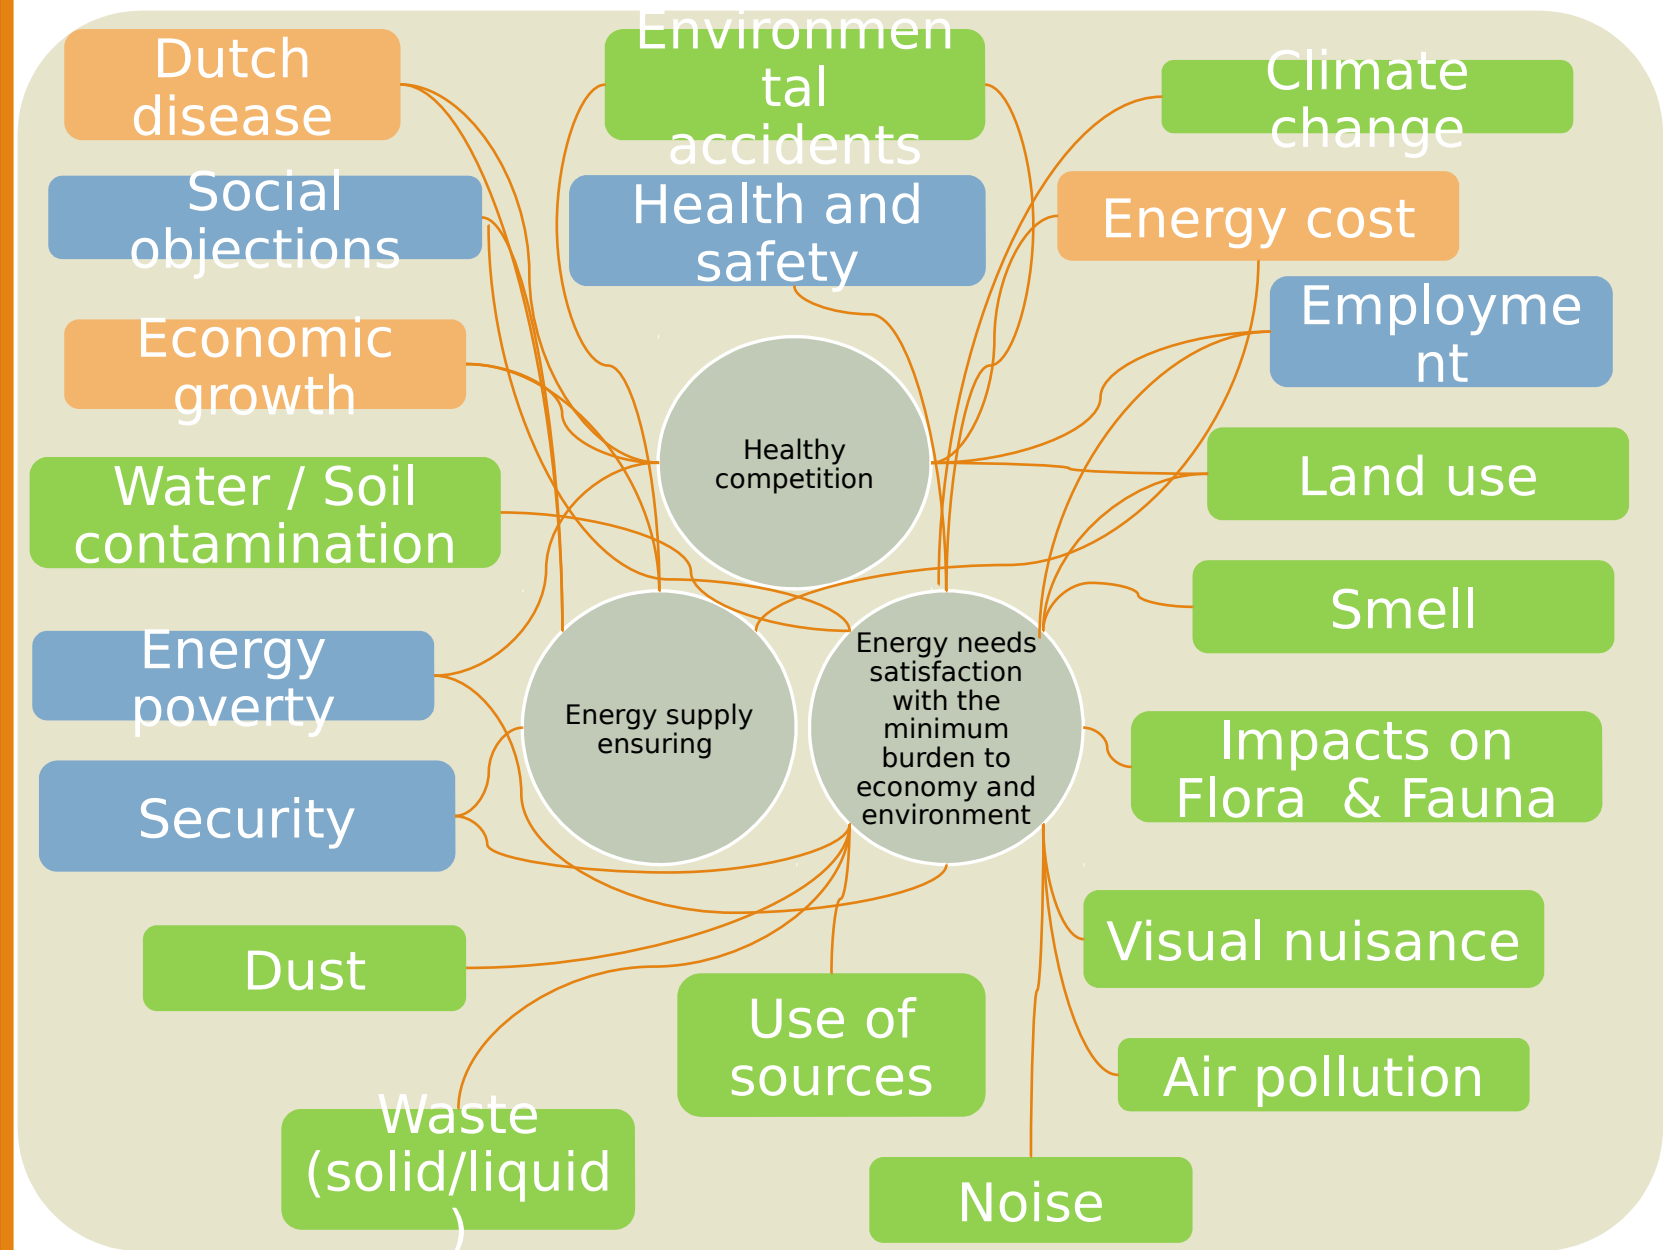 Dutch
disease
Environmen
tal
accidents
Climate
change
Social
objections
Health and
safety
Energy cost
Economic
growth
Employme
nt
Healthy
competition
Water / Soil
contamination
Land use
Smell
Energy
poverty
Energy supply
ensuring
Energy needs
satisfaction
with the
minimum
burden to
economy and
environment
Impacts on
Flora  & Fauna
Security
Visual nuisance
Dust
Use of
sources
Air pollution
Waste
(solid/liquid
)
Noise